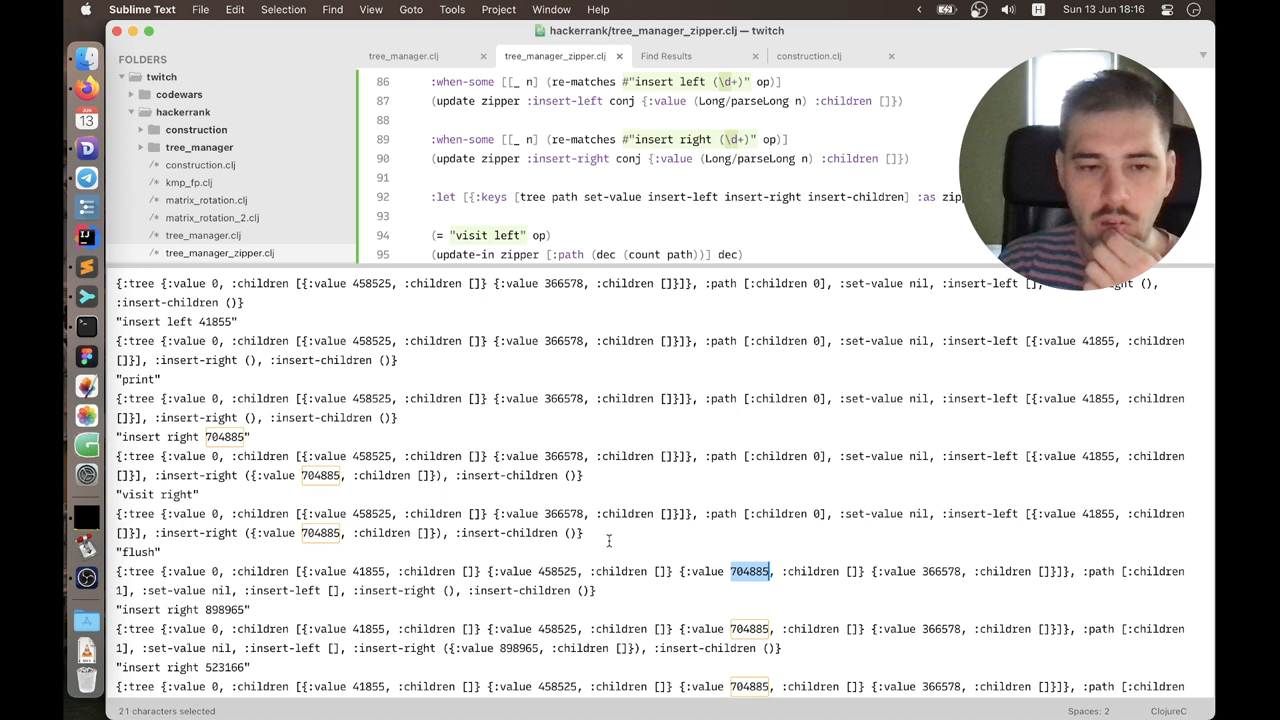 Sublime Text File Edit Selection Find View Goto Tools Project Window Help Sun 13 Jun 18:16
hackerrank/tree_manager_zipper.clj — twitch
FOLDERS
twitch
codewars
hackerrank
construction
tree_manager
/* construction.clj
/* kmp_fp.clj
/* matrix_rotation.clj
/* matrix_rotation_2.clj
/* tree_manager.clj
/* tree_manager_zipper.clj
tree_manager.clj × tree_manager_zipper.clj × Find Results × construction.clj ×
86 :when-some [[_ n] (re-matches #"insert left (\d+)" op)]
87 (update zipper :insert-left conj {:value (Long/parseLong n) :children []})
88
89 :when-some [[_ n] (re-matches #"insert right (\d+)" op)]
90 (update zipper :insert-right conj {:value (Long/parseLong n) :children []})
91
92 :let [{:keys [tree path set-value insert-left insert-right insert-children] :as zipp
93
94 (= "visit left" op)
95 (update-in zipper [:path (dec (count path))] dec)
{:tree {:value 0, :children [{:value 458525, :children []} {:value 366578, :children []}]}, :path [:children 0], :set-value nil, :insert-left [], :insert-right (),
:insert-children ()}
"insert left 41855"
{:tree {:value 0, :children [{:value 458525, :children []} {:value 366578, :children []}]}, :path [:children 0], :set-value nil, :insert-left [{:value 41855, :children
[]}], :insert-right (), :insert-children ()}
"print"
{:tree {:value 0, :children [{:value 458525, :children []} {:value 366578, :children []}]}, :path [:children 0], :set-value nil, :insert-left [{:value 41855, :children
[]}], :insert-right (), :insert-children ()}
"insert right 704885"
{:tree {:value 0, :children [{:value 458525, :children []} {:value 366578, :children []}]}, :path [:children 0], :set-value nil, :insert-left [{:value 41855, :children
[]}], :insert-right ({:value 704885, :children []}), :insert-children ()}
"visit right"
{:tree {:value 0, :children [{:value 458525, :children []} {:value 366578, :children []}]}, :path [:children 0], :set-value nil, :insert-left [{:value 41855, :children
[]}], :insert-right ({:value 704885, :children []}), :insert-children ()}
"flush"
{:tree {:value 0, :children [{:value 41855, :children []} {:value 458525, :children []} {:value 704885, :children []} {:value 366578, :children []}]}, :path [:children
1], :set-value nil, :insert-left [], :insert-right (), :insert-children ()}
"insert right 898965"
{:tree {:value 0, :children [{:value 41855, :children []} {:value 458525, :children []} {:value 704885, :children []} {:value 366578, :children []}]}, :path [:children
1], :set-value nil, :insert-left [], :insert-right ({:value 898965, :children []}), :insert-children ()}
"insert right 523166"
{:tree {:value 0, :children [{:value 41855, :children []} {:value 458525, :children []} {:value 704885, :children []} {:value 366578, :children []}]}, :path [:children
21 characters selected Spaces: 2 ClojureC